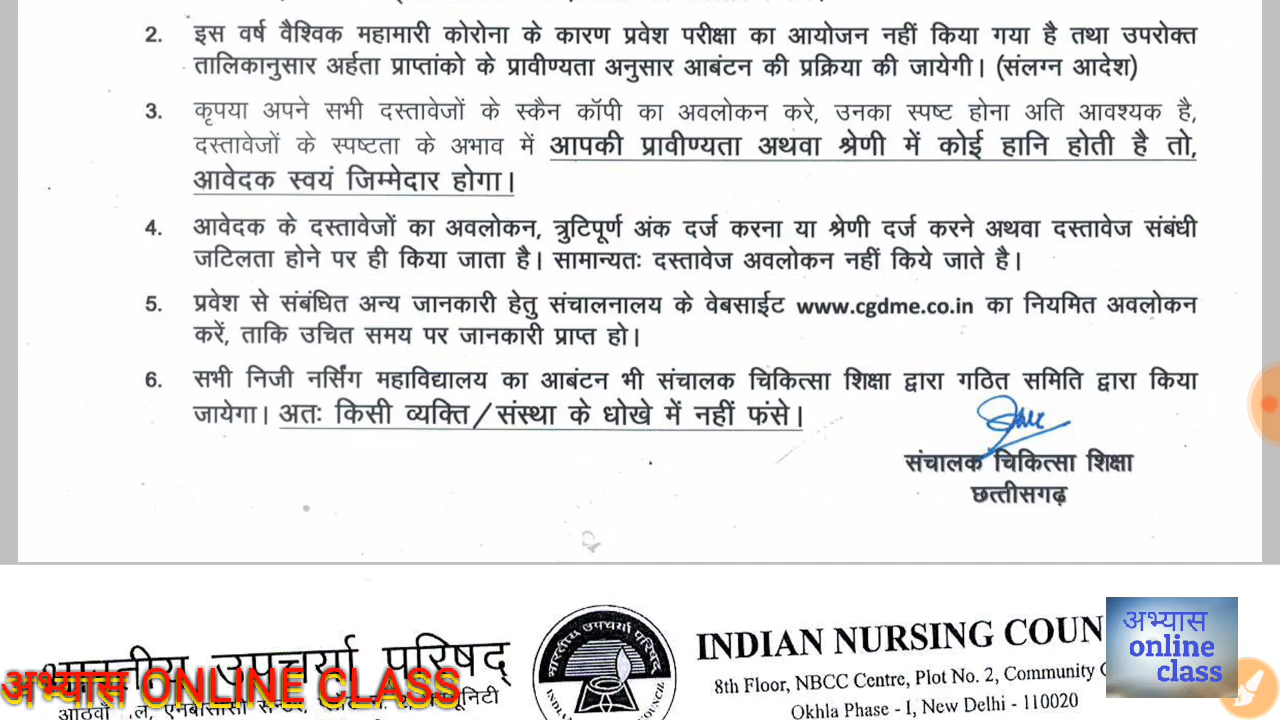 2. इस वर्ष वैश्विक महामारी कोरोना के कारण प्रवेश परीक्षा का आयोजन नहीं किया गया है तथा उपरोक्त
तालिकानुसार अर्हता प्राप्तांको के प्रावीण्यता अनुसार आबंटन की प्रक्रिया की जायेगी। (संलग्न आदेश)
3. कृपया अपने सभी दस्तावेजों के स्कैन कॉपी का अवलोकन करे, उनका स्पष्ट होना अति आवश्यक है,
दस्तावेजों के स्पष्टता के अभाव में आपकी प्रावीण्यता अथवा श्रेणी में कोई हानि होती है तो,
आवेदक स्वयं जिम्मेदार होगा।
4. आवेदक के दस्तावेजों का अवलोकन, त्रुटिपूर्ण अंक दर्ज करना या श्रेणी दर्ज करने अथवा दस्तावेज संबंधी
जटिलता होने पर ही किया जाता है। सामान्यतः दस्तावेज अवलोकन नहीं किये जाते है।
5. प्रवेश से संबंधित अन्य जानकारी हेतु संचालनालय के वेबसाईट www.cgdme.co.in का नियमित अवलोकन
करें, ताकि उचित समय पर जानकारी प्राप्त हो।
6. सभी निजी नर्सिंग महाविद्यालय का आबंटन भी संचालक चिकित्सा शिक्षा द्वारा गठित समिति द्वारा किया
जायेगा। अतः किसी व्यक्ति/संस्था के धोखे में नहीं फंसे।
संचालक चिकित्सा शिक्षा
छत्तीसगढ़
भारतीय उपचर्या परिषद्
भारतीय उपचर्या परिषद्
INDIAN NURSING COUN
8th Floor, NBCC Centre, Plot No. 2, Community
Okhla Phase - I, New Delhi - 110020
अभ्यास
online
class
अभ्यास ONLINE CLASS